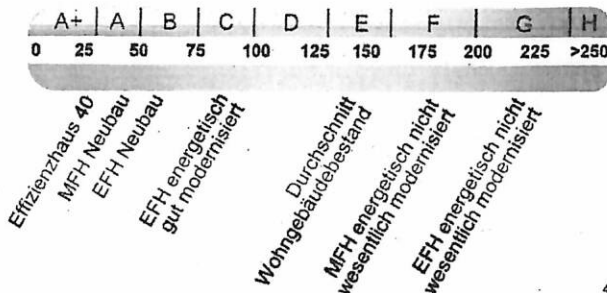 A+ A B C D E F G H
0 25 50 75 100 125 150 175 200 225 >250
Effizienzhaus 40
MFH Neubau
EFH Neubau
EFH energetisch
gut modernisiert
Durchschnitt
Wohngebäudebestand
MFH energetisch nicht
wesentlich modernisiert
EFH energetisch nicht
wesentlich modernisiert